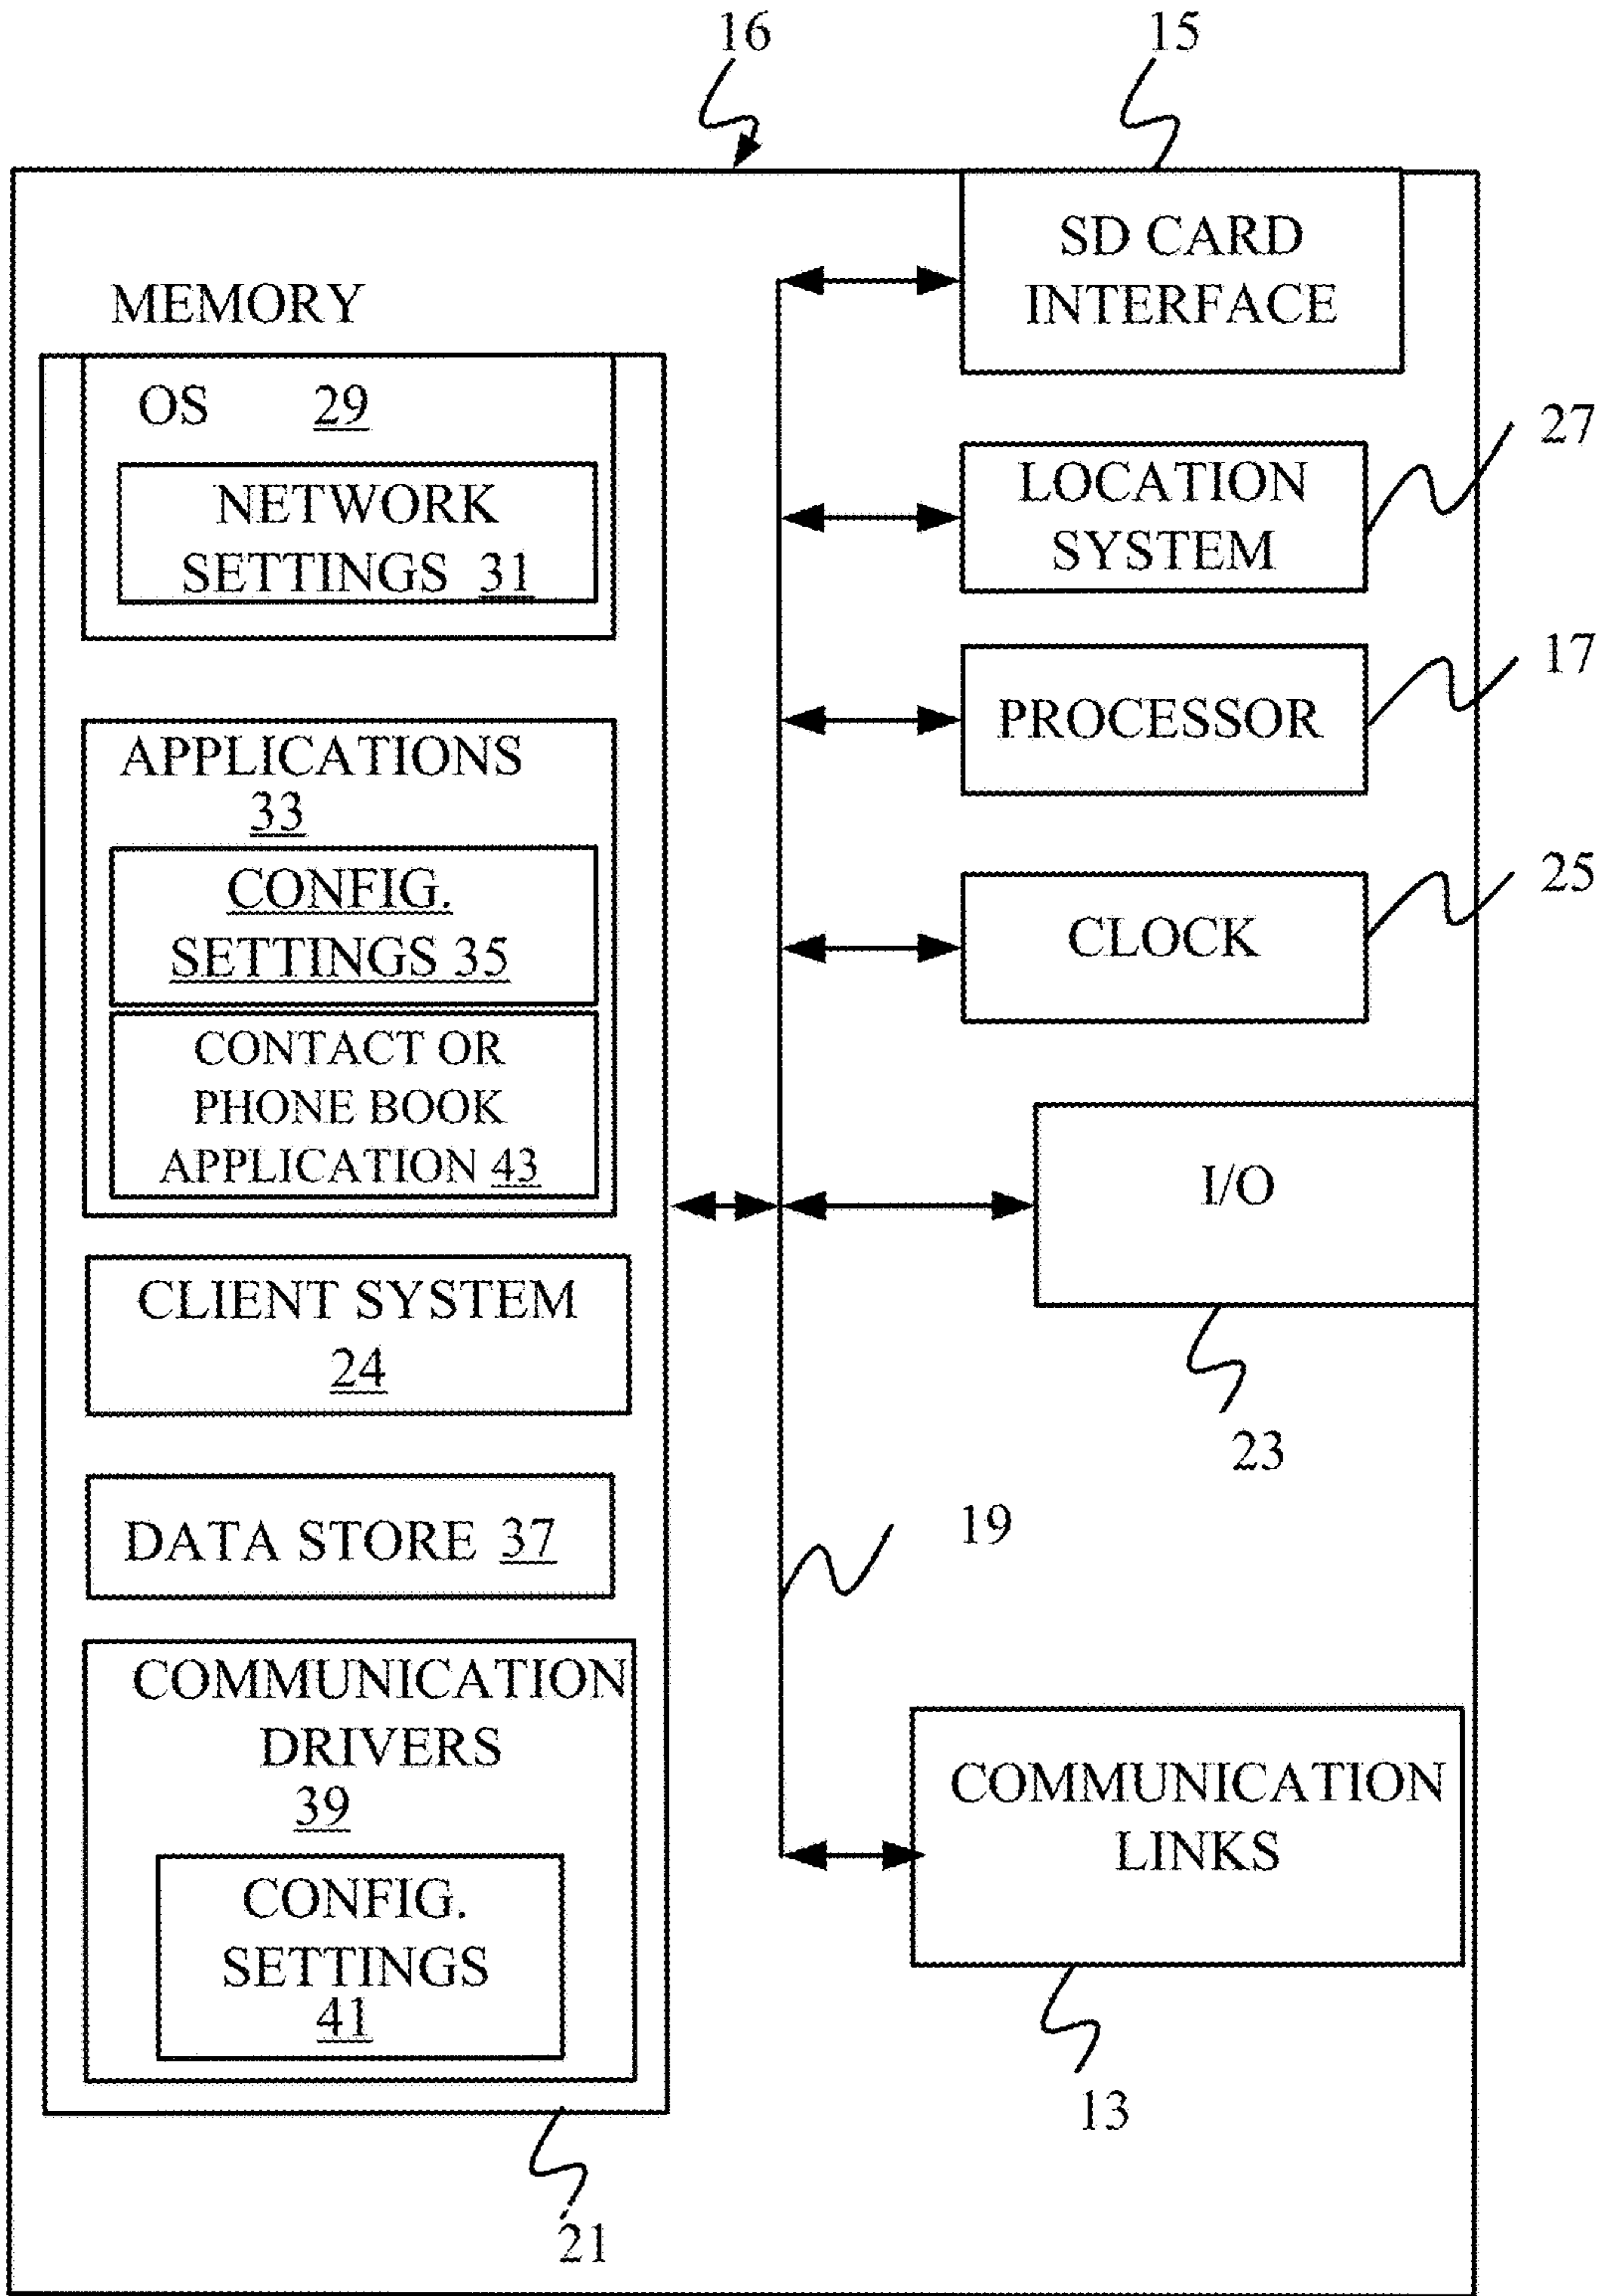 16
15
SD CARD
INTERFACE
MEMORY
OS 29
NETWORK
SETTINGS 31
APPLICATIONS
33
CONFIG.
SETTINGS 35
CONTACT OR
PHONE BOOK
APPLICATION 43
CLIENT SYSTEM
24
DATA STORE 37
COMMUNICATION
DRIVERS
39
CONFIG.
SETTINGS
41
21
LOCATION
SYSTEM
27
PROCESSOR
17
CLOCK
25
I/O
23
19
COMMUNICATION
LINKS
13